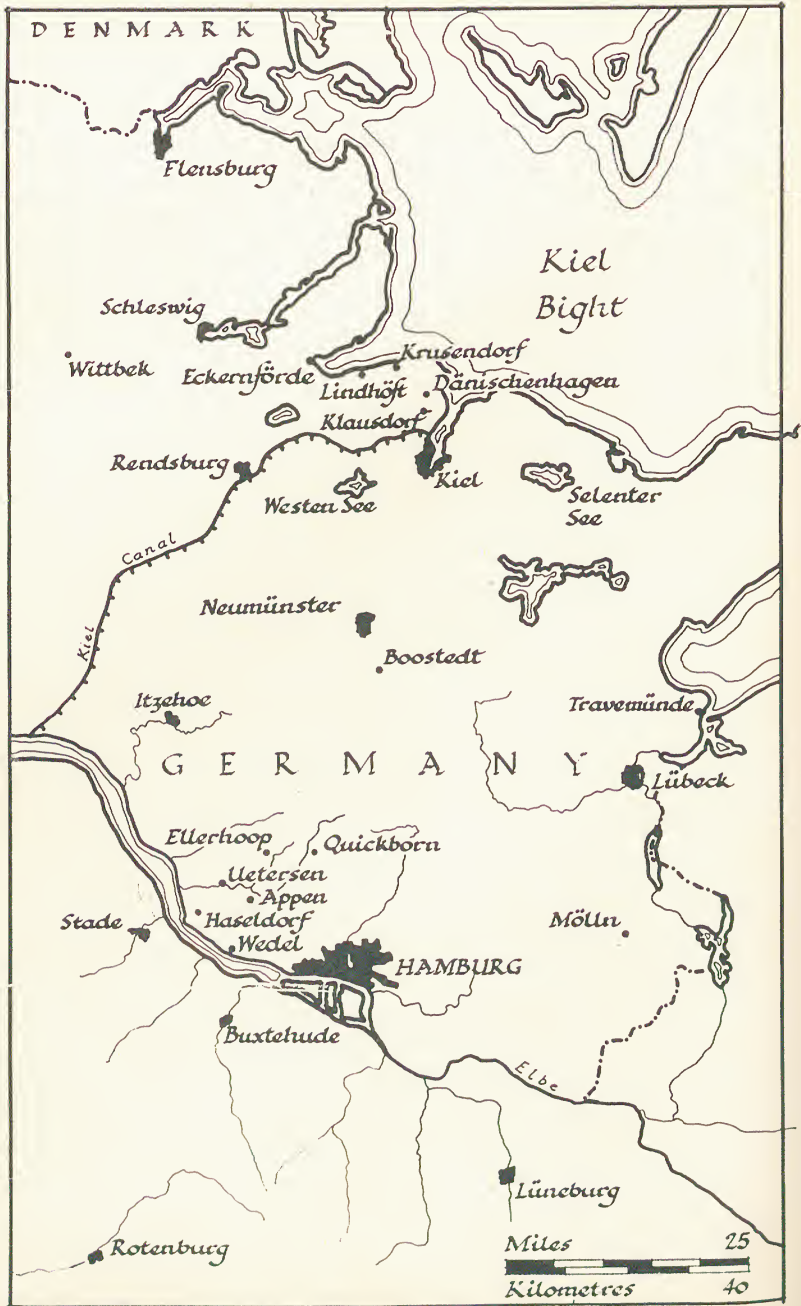 DENMARK
Flensburg
Kiel
Bight
Schleswig
Wittbek
Eckernförde
Krusendorf
Lindhöft
Dänischenhagen
Klausdorf
Rendsburg
Kiel
Westen See
Selenter
See
Canal
Kiel
Neumünster
Boostedt
Itzehoe
Travemünde
GERMANY
Lübeck
Ellerhoop
Quickborn
Uetersen
Appen
Haseldorf
Stade
Wedel
Mölln
HAMBURG
Buxtehude
Elbe
Lüneburg
Rotenburg
Miles 25
Kilometres 40